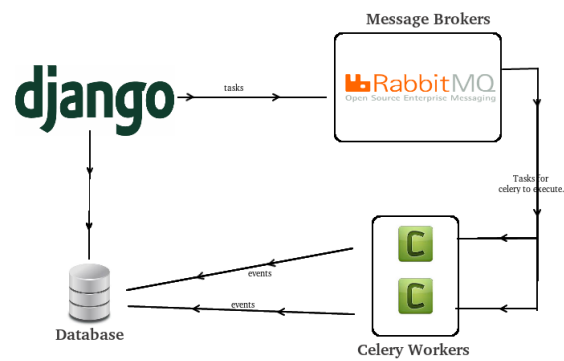 Message Brokers
django
tasks
RabbitMQ
Open Source Enterprise Messaging
Tasks for
celery to execute.
C
events
C
events
Database
Celery Workers